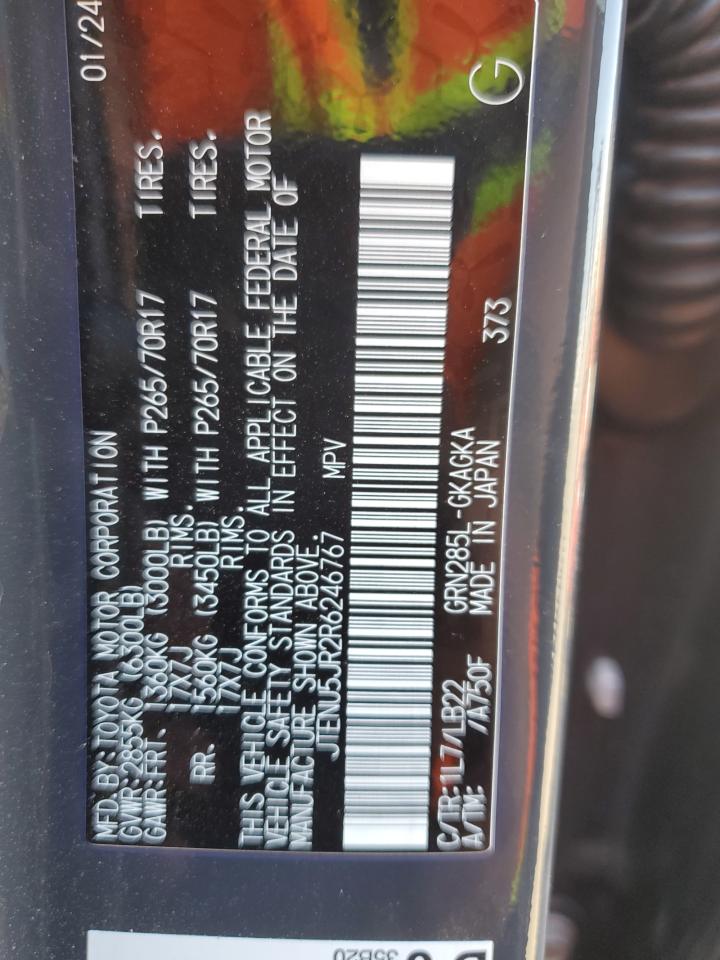 MFD BY:TOYOTA MOTOR CORPORATION 01/24
GVWR:2855KG (6300LB)
GAWR:FRT. 1360KG (3000LB) WITH P265/70R17 TIRES.
17X7J RIMS.
RR. 1560KG (3450LB) WITH P265/70R17 TIRES.
17X7J RIMS.
THIS VEHICLE CONFORMS TO ALL APPLICABLE FEDERAL MOTOR
VEHICLE SAFETY STANDARDS IN EFFECT ON THE DATE OF
MANUFACTURE SHOWN ABOVE.
JTENU5JR2R6246767 MPV
C/TR:1L7/LB22 GRN285L-GKAGKA
A/TM: /A750F MADE IN JAPAN 373 G
35B20